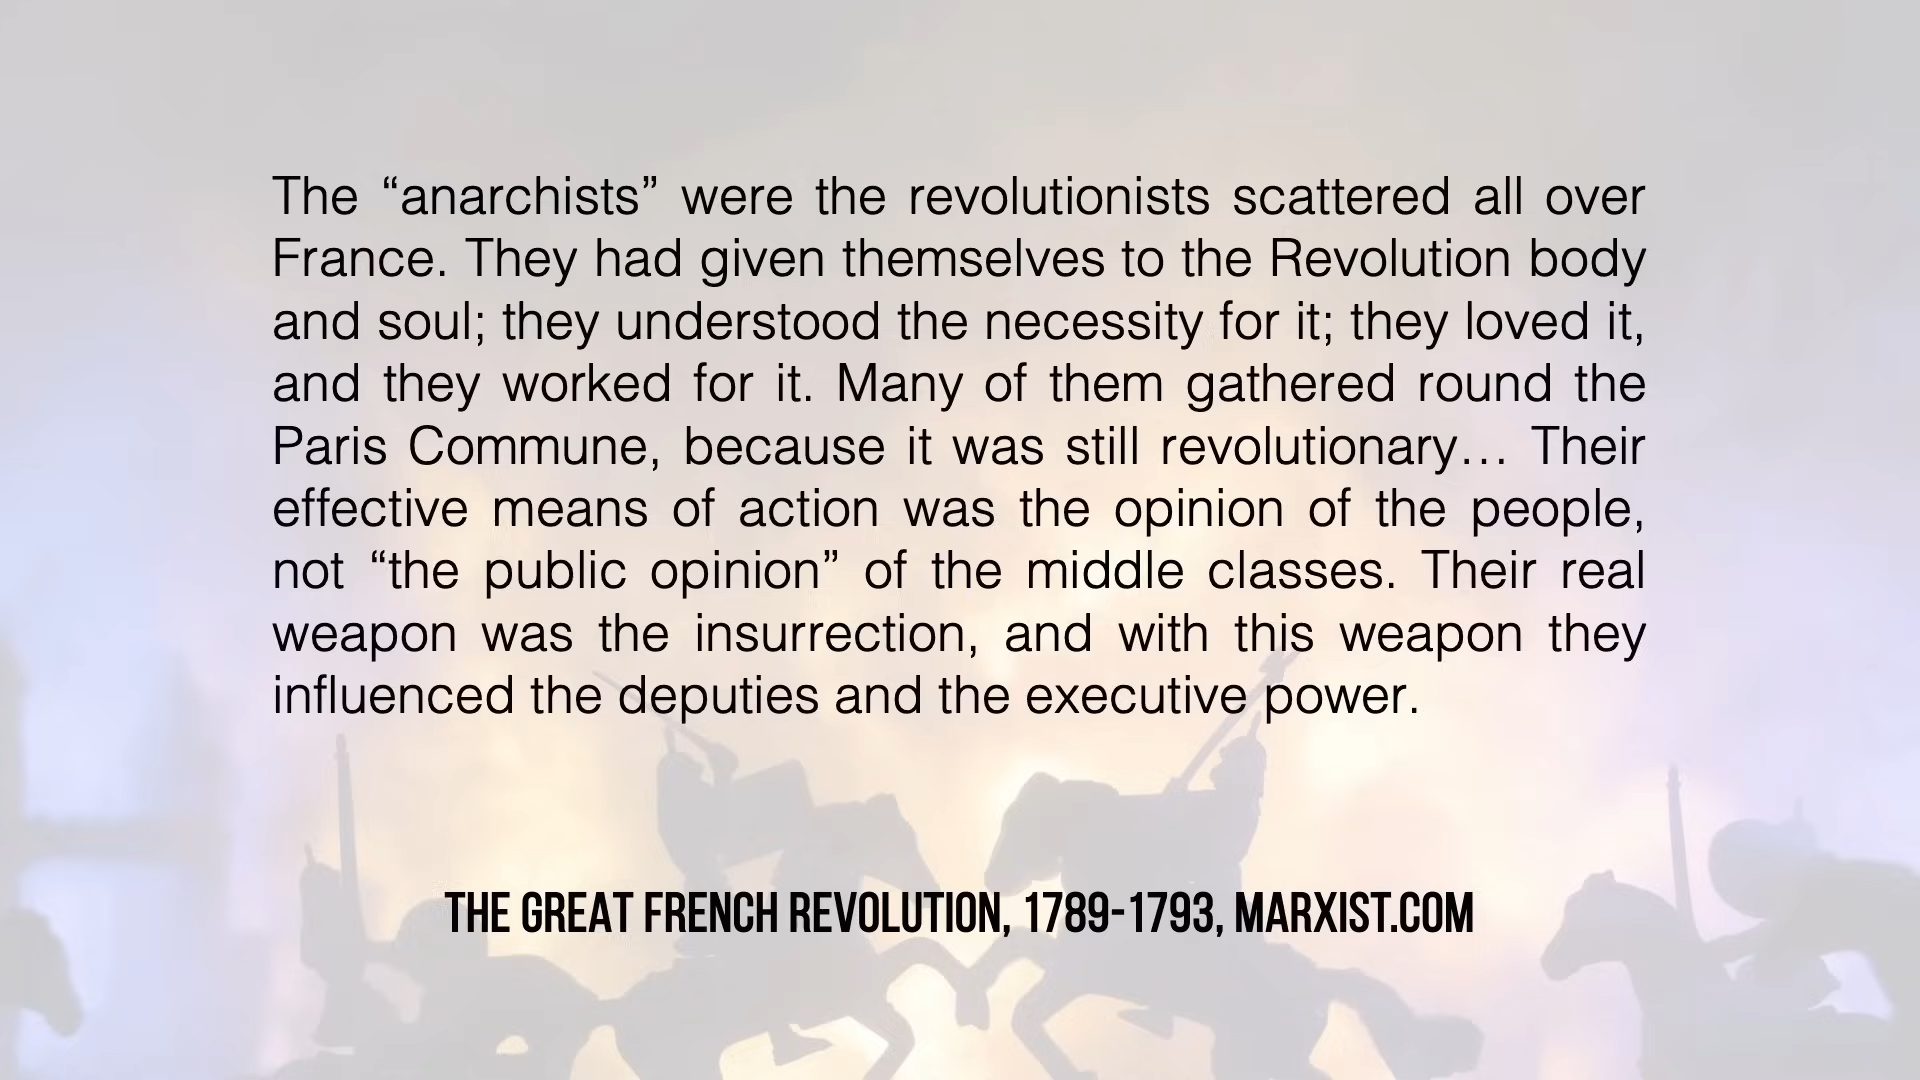 The “anarchists” were the revolutionists scattered all over
France. They had given themselves to the Revolution body
and soul; they understood the necessity for it; they loved it,
and they worked for it. Many of them gathered round the
Paris Commune, because it was still revolutionary… Their
effective means of action was the opinion of the people,
not “the public opinion” of the middle classes. Their real
weapon was the insurrection, and with this weapon they
influenced the deputies and the executive power.
THE GREAT FRENCH REVOLUTION, 1789-1793, MARXIST.COM